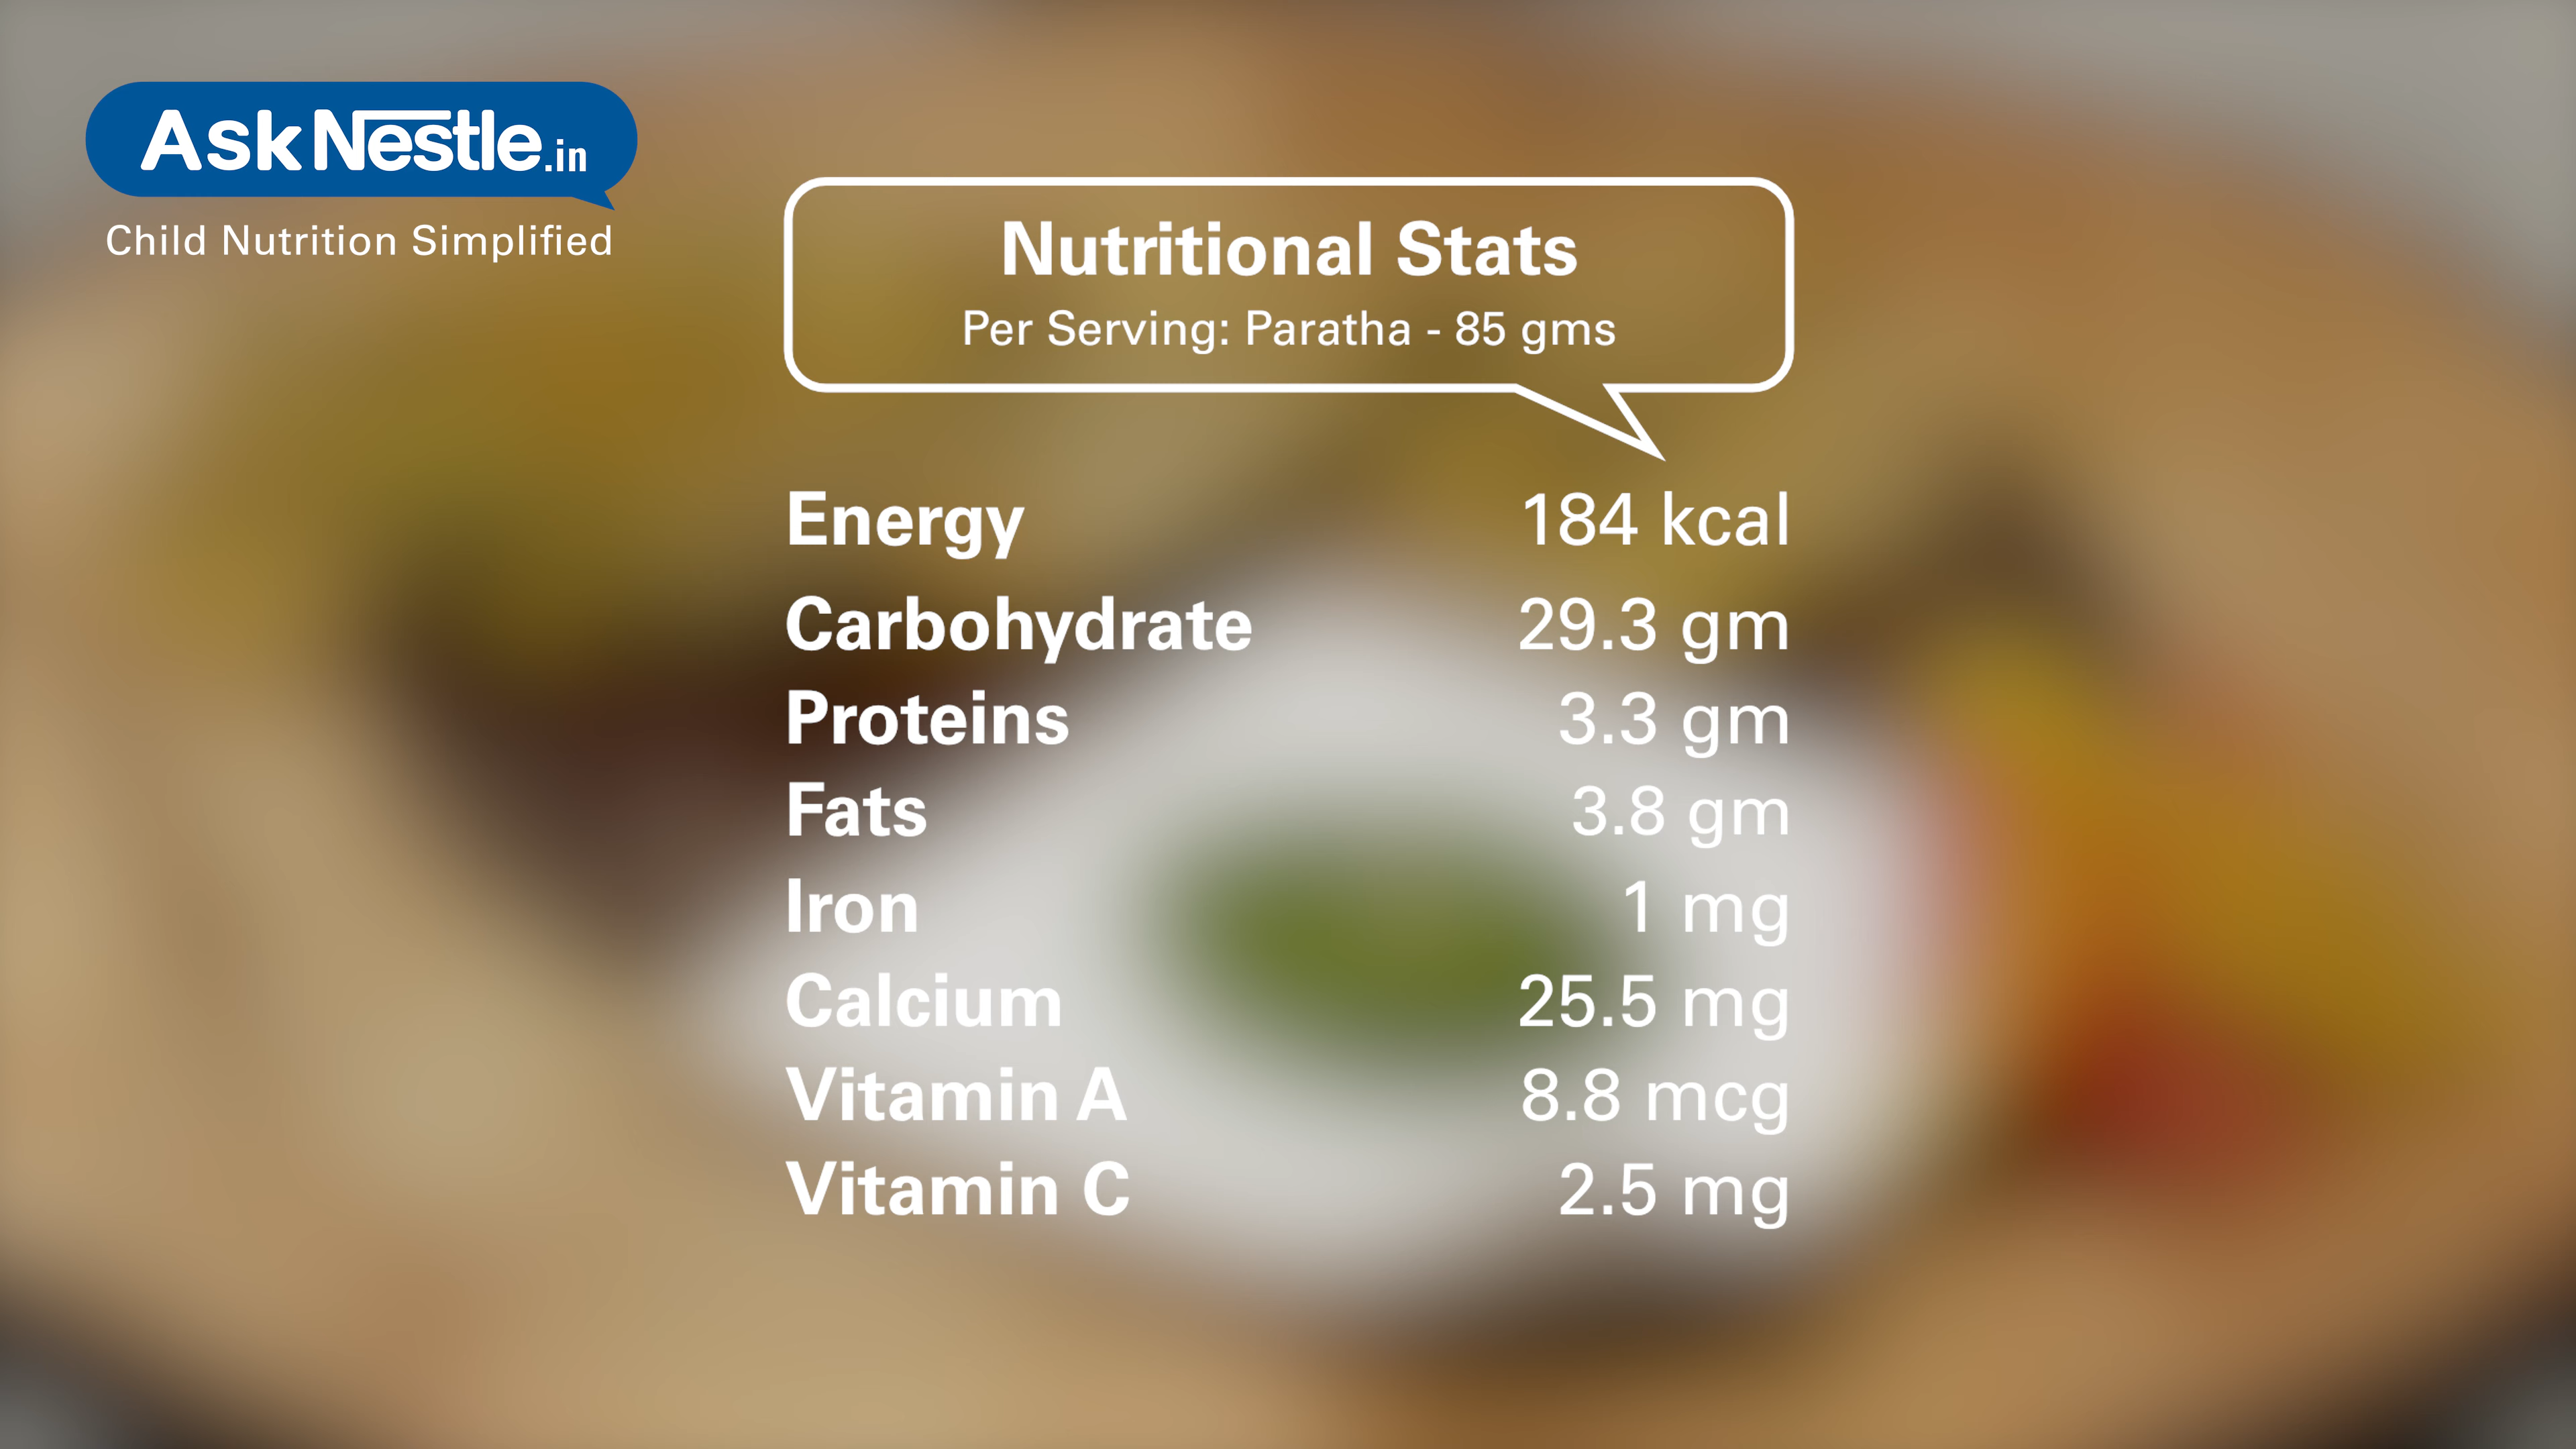 AskNestle.in
Child Nutrition Simplified
Nutritional Stats
Per Serving: Paratha - 85 gms
Energy 184 kcal
Carbohydrate 29.3 gm
Proteins 3.3 gm
Fats 3.8 gm
Iron 1 mg
Calcium 25.5 mg
Vitamin A 8.8 mcg
Vitamin C 2.5 mg